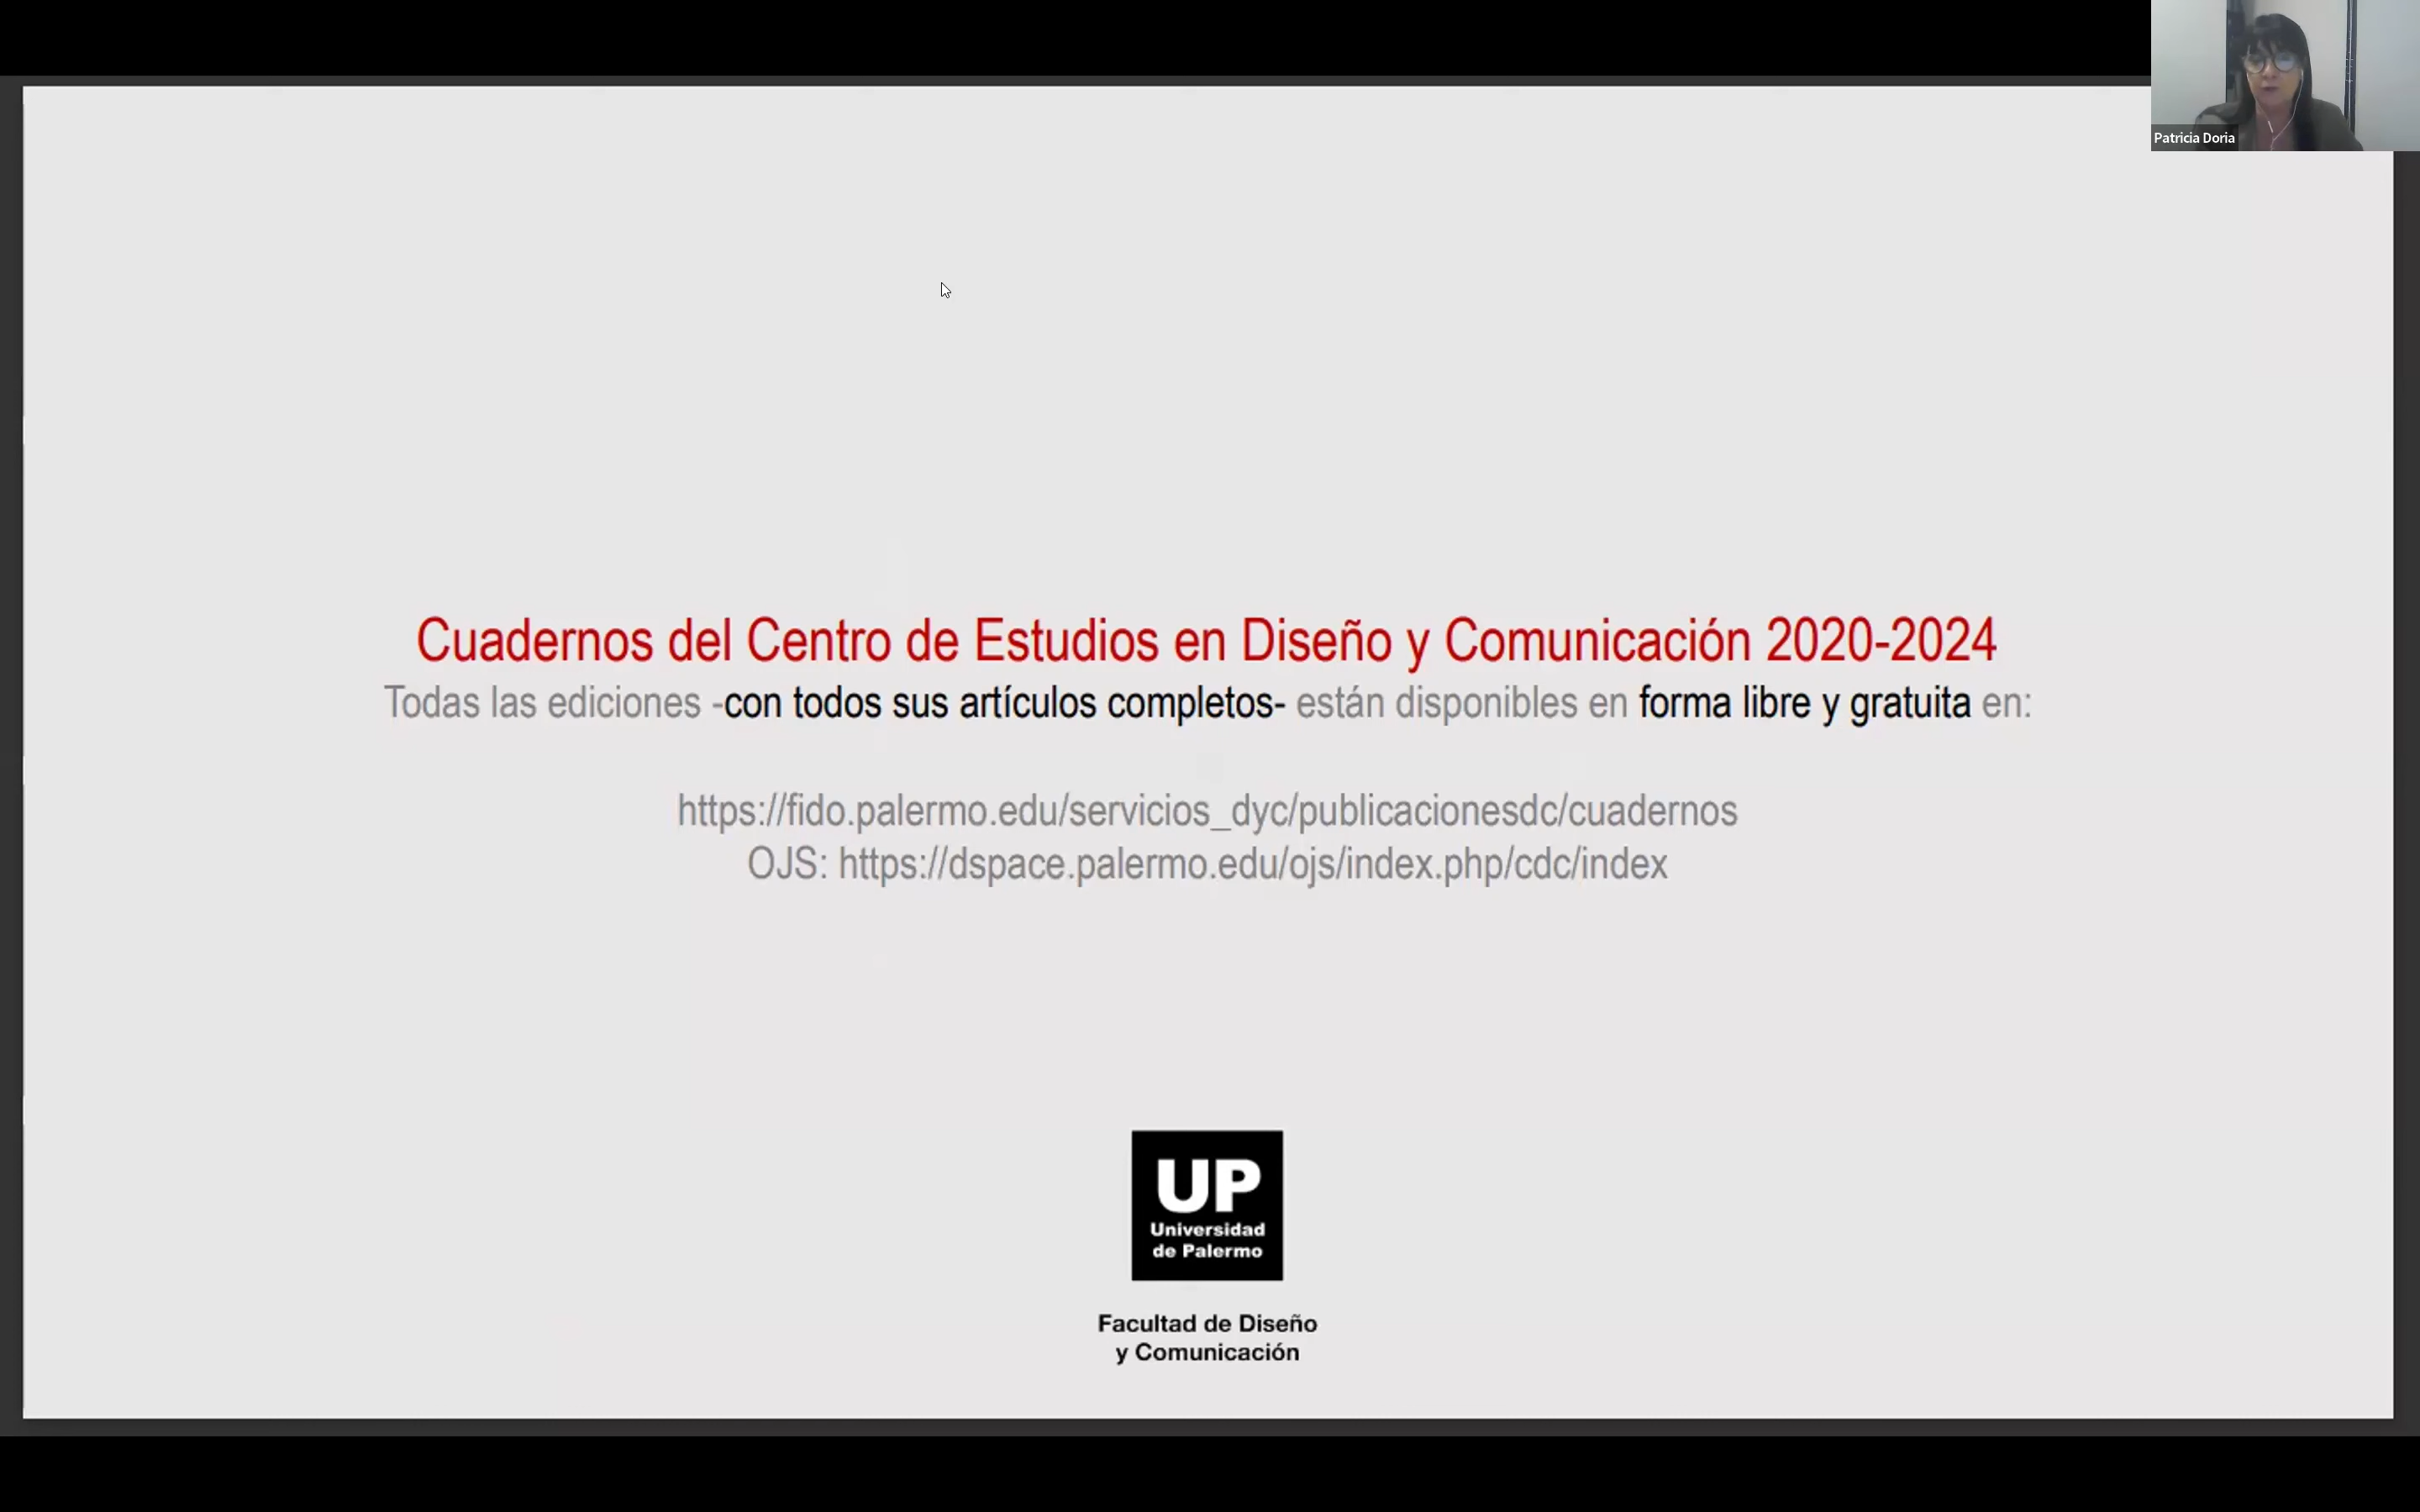 Patricia Doria
Cuadernos del Centro de Estudios en Diseño y Comunicación 2020-2024
Todas las ediciones -con todos sus artículos completos- están disponibles en forma libre y gratuita en:
https://fido.palermo.edu/servicios_dyc/publicacionesdc/cuadernos
OJS: https://dspace.palermo.edu/ojs/index.php/cdc/index
UP
Universidad
de Palermo
Facultad de Diseño
y Comunicación